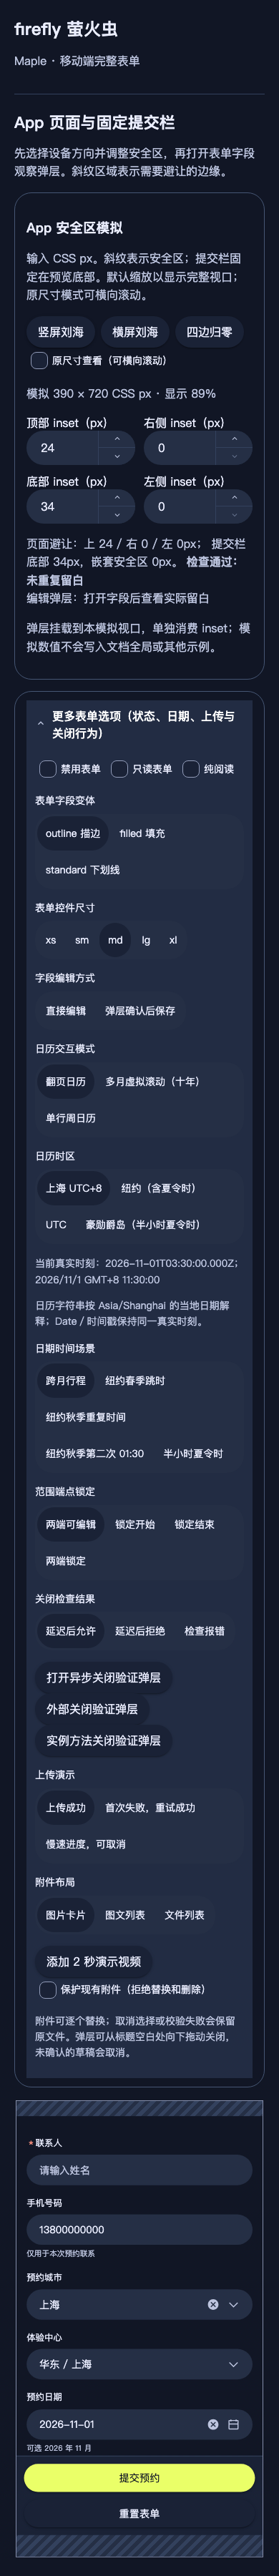 firefly 萤火虫
Maple · 移动端完整表单
App 页面与固定提交栏
先选择设备方向并调整安全区，再打开表单字段
观察弹层。斜纹区域表示需要避让的边缘。
App 安全区模拟
输入 CSS px。斜纹表示安全区；提交栏固
定在预览底部。默认缩放以显示完整视口；
原尺寸模式可横向滚动。
竖屏刘海 横屏刘海 四边归零
原尺寸查看（可横向滚动）
模拟 390 × 720 CSS px · 显示 89%
顶部 inset（px） 右侧 inset（px）
24 0
底部 inset（px） 左侧 inset（px）
34 0
页面避让：上 24 / 右 0 / 左 0px； 提交栏
底部 34px，嵌套安全区 0px。 检查通过：
未重复留白
编辑弹层：打开字段后查看实际留白
弹层挂载到本模拟视口，单独消费 inset；模
拟数值不会写入文档全局或其他示例。
更多表单选项（状态、日期、上传与
关闭行为）
禁用表单 只读表单 纯阅读
表单字段变体
outline 描边 filled 填充
standard 下划线
表单控件尺寸
xs sm md lg xl
字段编辑方式
直接编辑 弹层确认后保存
日历交互模式
翻页日历 多月虚拟滚动（十年）
单行周日历
日历时区
上海 UTC+8 纽约（含夏令时）
UTC 豪勋爵岛（半小时夏令时）
当前真实时刻：2026-11-01T03:30:00.000Z；
2026/11/1 GMT+8 11:30:00
日历字符串按 Asia/Shanghai 的当地日期解
释；Date / 时间戳保持同一真实时刻。
日期时间场景
跨月行程 纽约春季跳时
纽约秋季重复时间
纽约秋季第二次 01:30 半小时夏令时
范围端点锁定
两端可编辑 锁定开始 锁定结束
两端锁定
关闭检查结果
延迟后允许 延迟后拒绝 检查报错
打开异步关闭验证弹层
外部关闭验证弹层
实例方法关闭验证弹层
上传演示
上传成功 首次失败，重试成功
慢速进度，可取消
附件布局
图片卡片 图文列表 文件列表
添加 2 秒演示视频
保护现有附件（拒绝替换和删除）
附件可逐个替换；取消选择或校验失败会保留
原文件。弹层可从标题空白处向下拖动关闭，
未确认的草稿会取消。
* 联系人
请输入姓名
手机号码
13800000000
仅用于本次预约联系
预约城市
上海
体验中心
华东 / 上海
预约日期
2026-11-01
可选 2026 年 11 月
提交预约
重置表单